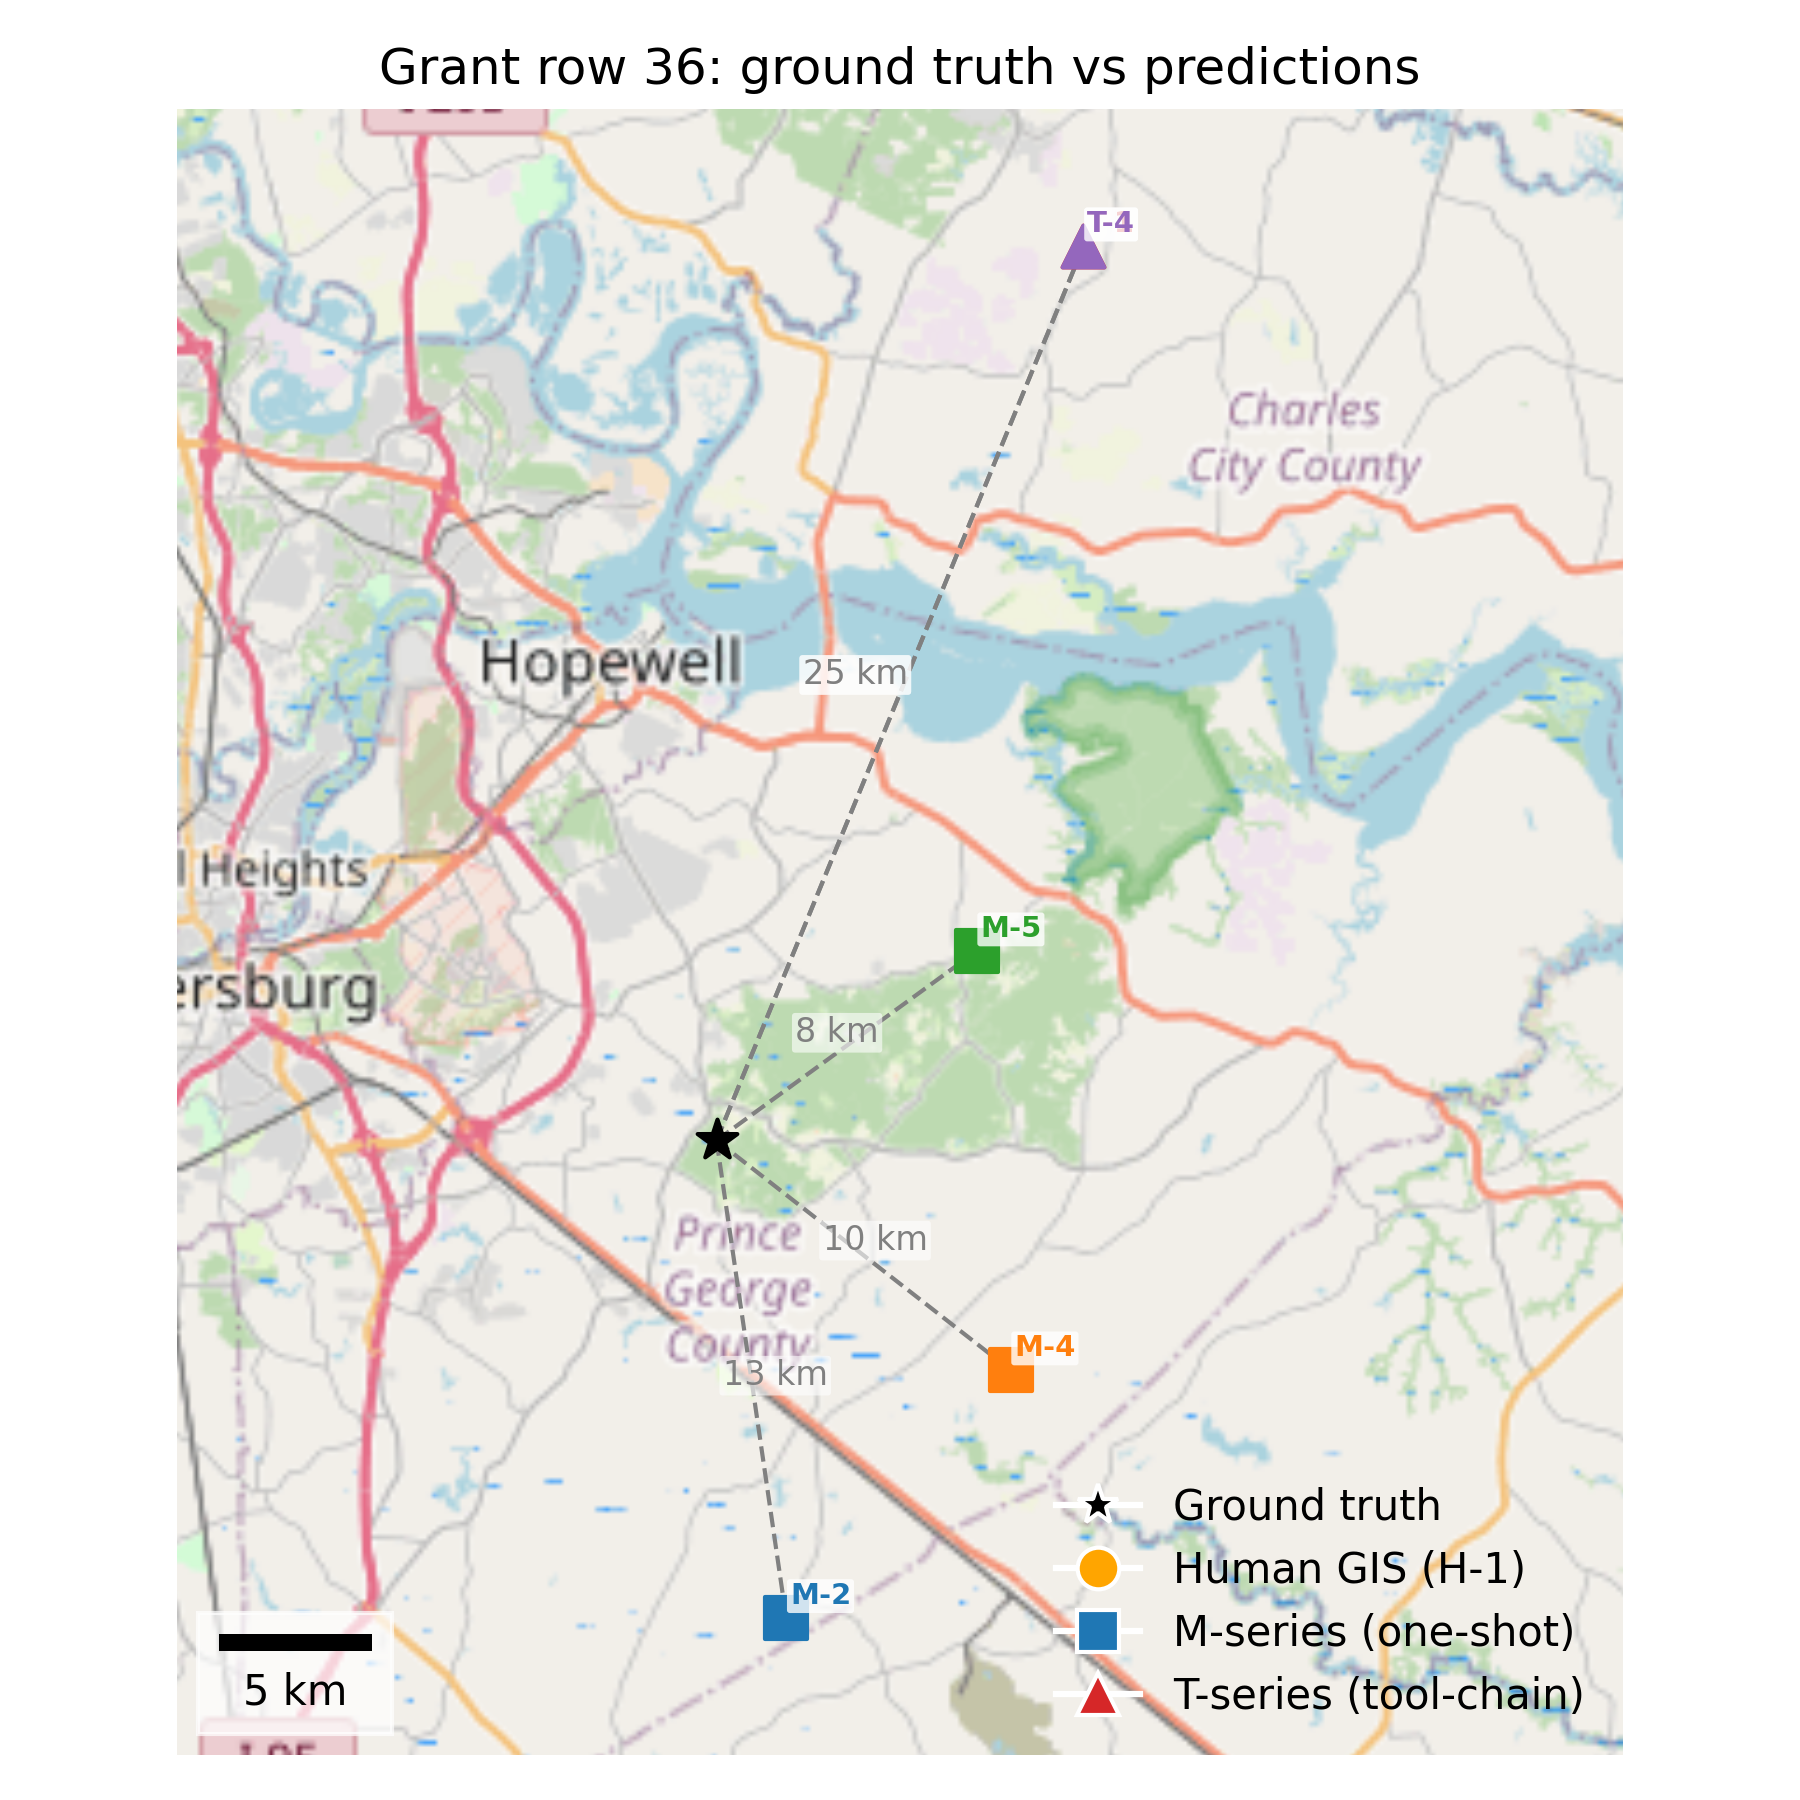 Grant row 36: ground truth vs predictions
T-4
Charles
City County
Hopewell
25 km
l Heights
M-5
ersburg
8 km
Prince
George
County
10 km
M-4
13 km
M-2
Ground truth
Human GIS (H-1)
M-series (one-shot)
T-series (tool-chain)
5 km